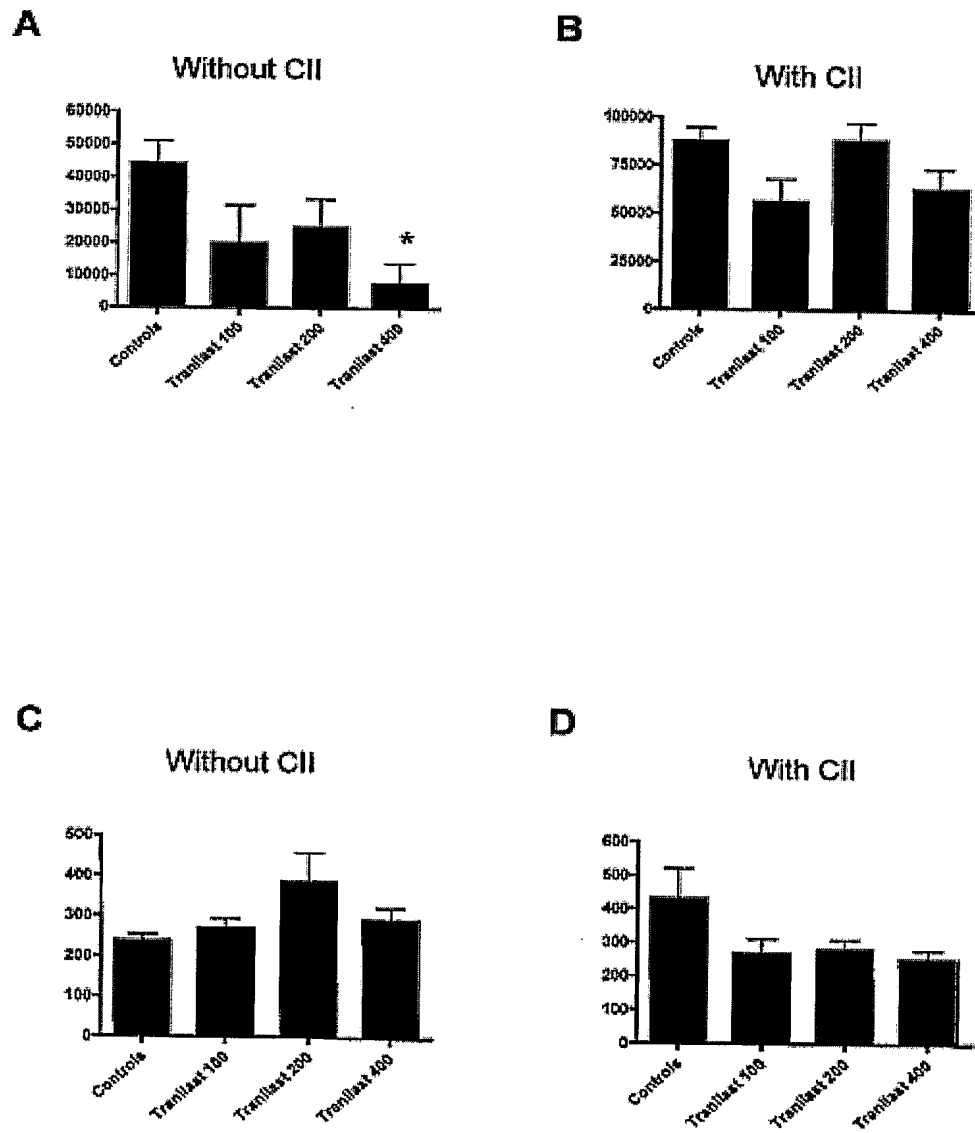 A
Without CII
60000
50000
40000
30000
20000
10000
0
Controls
Tranilast 100
Tranilast 200
Tranilast 400
*
B
With CII
100000
75000
50000
25000
0
Controls
Tranilast 100
Tranilast 200
Tranilast 400
C
Without CII
500
400
300
200
100
0
Controls
Tranilast 100
Tranilast 200
Tranilast 400
D
With CII
600
500
400
300
200
100
0
Controls
Tranilast 100
Tranilast 200
Tranilast 400